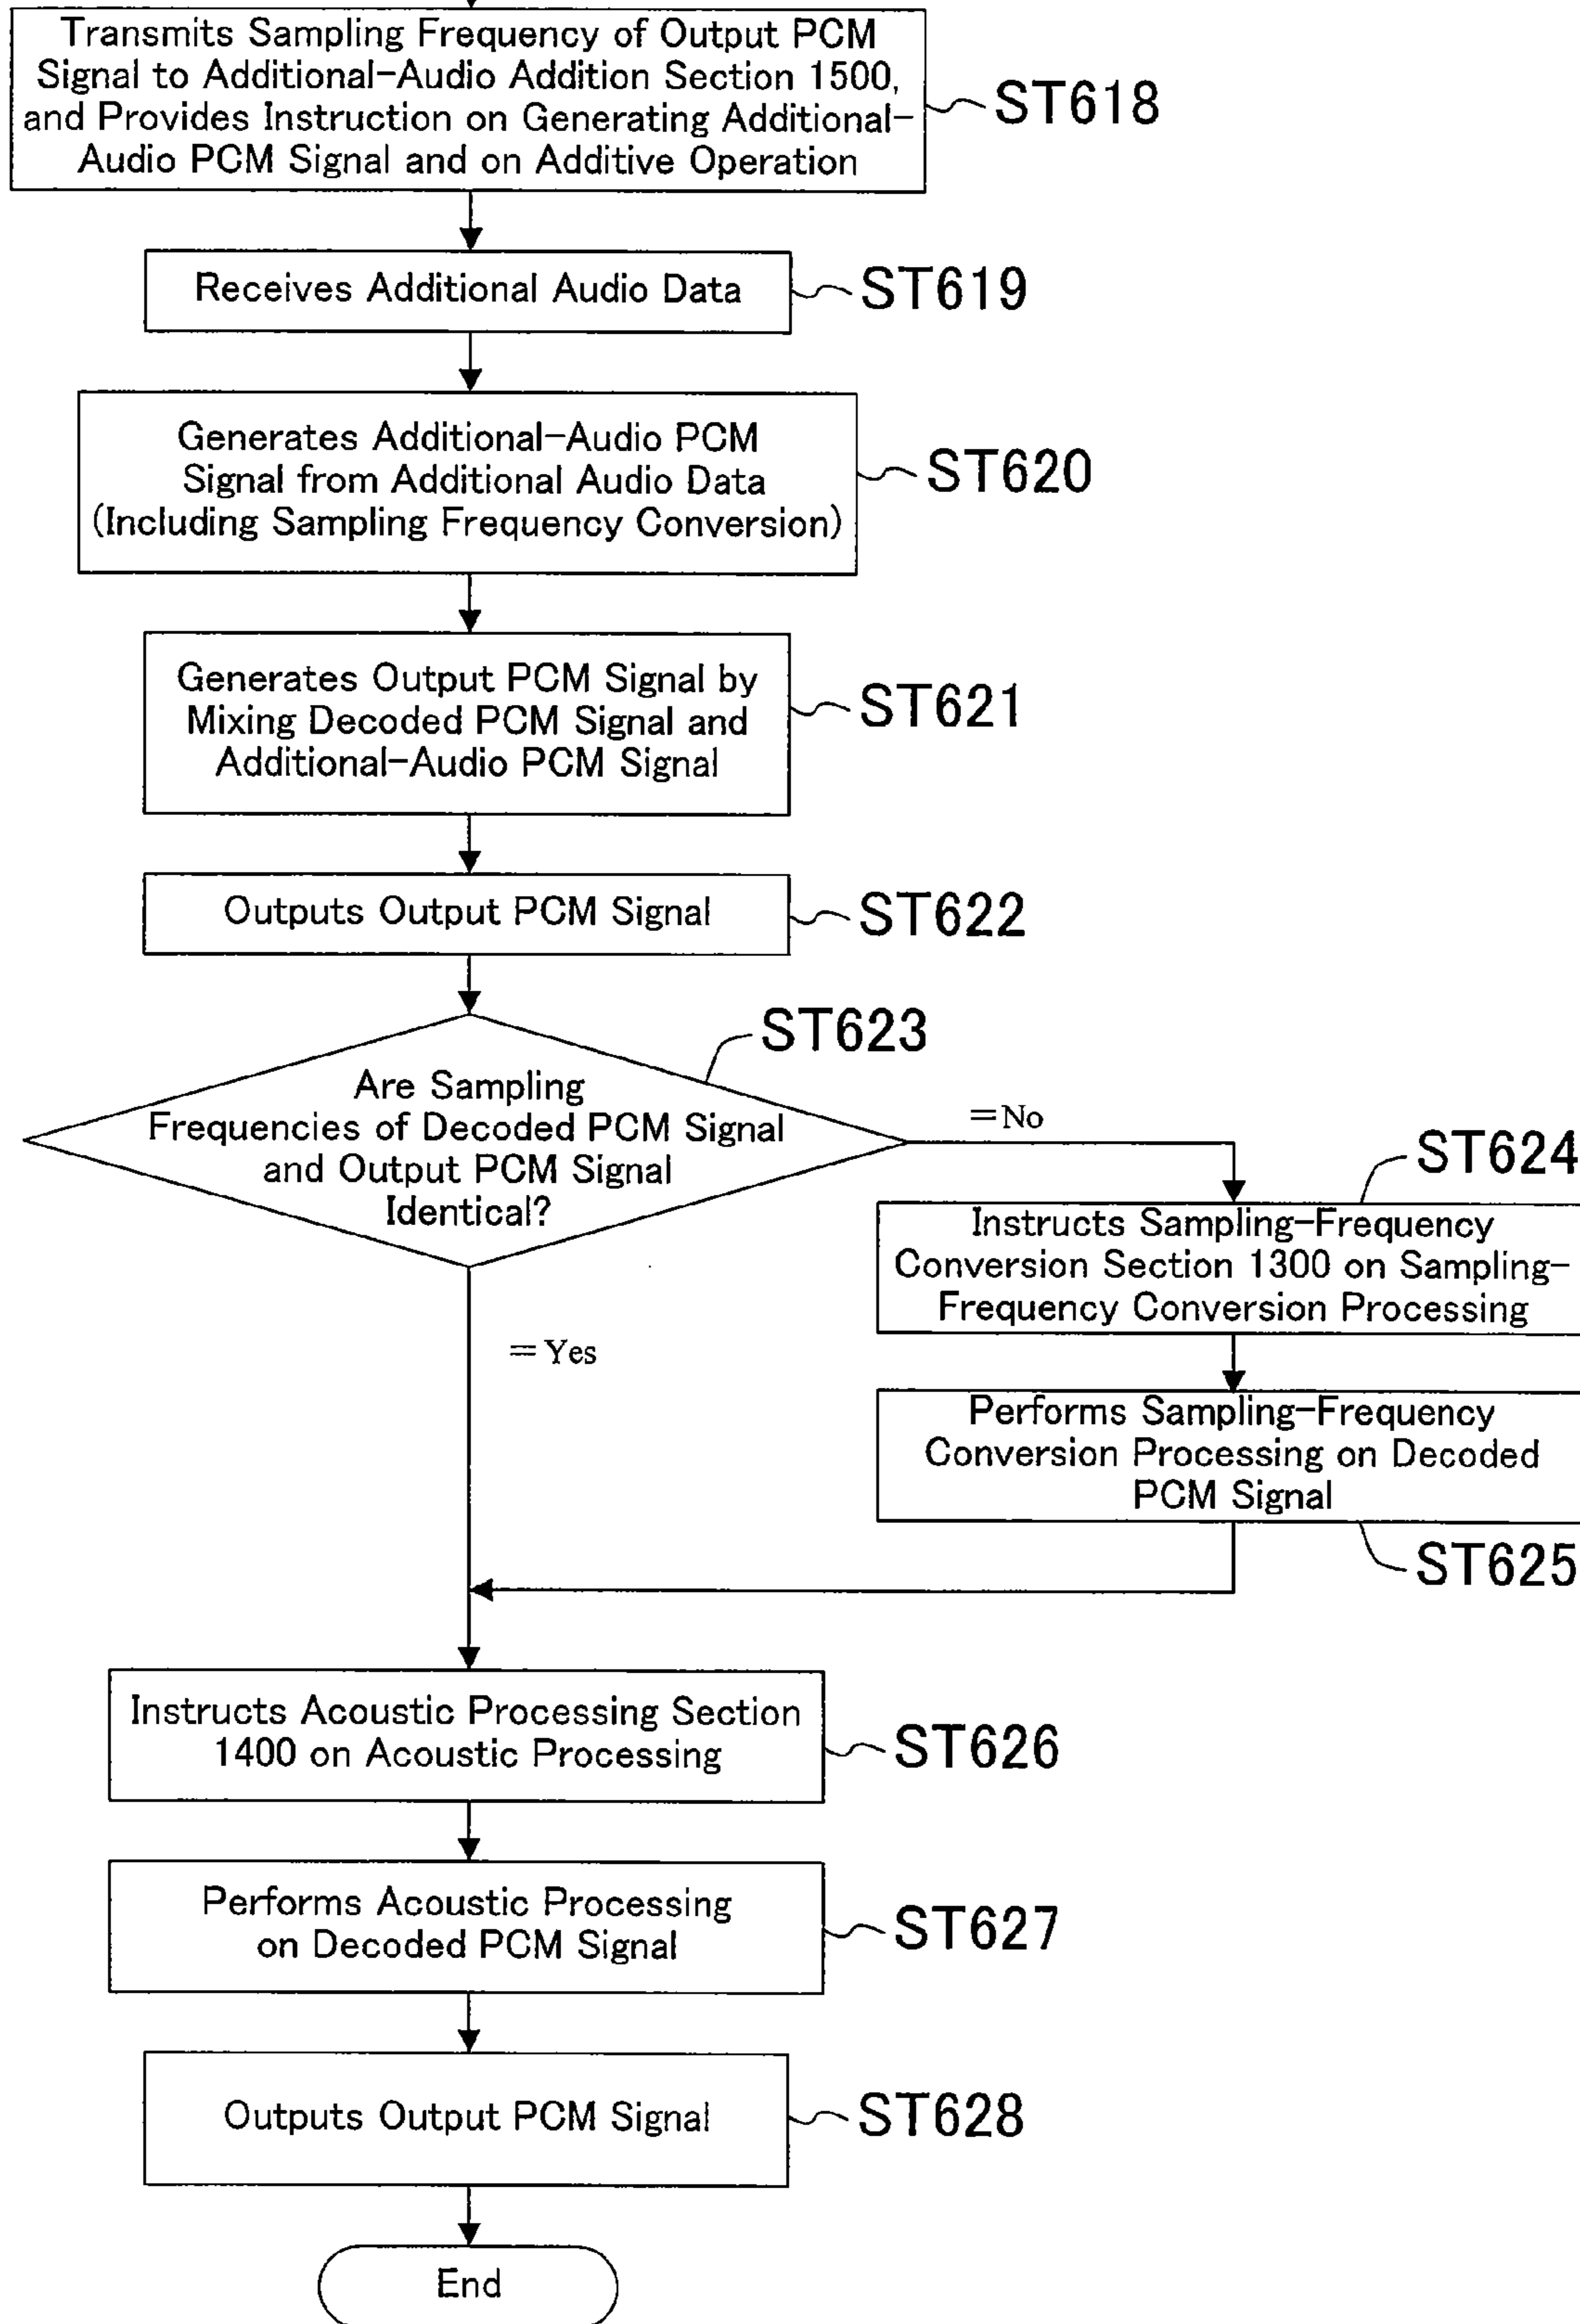 Transmits Sampling Frequency of Output PCM
Signal to Additional-Audio Addition Section 1500,
and Provides Instruction on Generating Additional-
Audio PCM Signal and on Additive Operation
ST618
Receives Additional Audio Data
ST619
Generates Additional-Audio PCM
Signal from Additional Audio Data
(Including Sampling Frequency Conversion)
ST620
Generates Output PCM Signal by
Mixing Decoded PCM Signal and
Additional-Audio PCM Signal
ST621
Outputs Output PCM Signal
ST622
ST623
Are Sampling
Frequencies of Decoded PCM Signal
and Output PCM Signal
Identical?
=No
ST624
Instructs Sampling-Frequency
Conversion Section 1300 on Sampling-
Frequency Conversion Processing
=Yes
Performs Sampling-Frequency
Conversion Processing on Decoded
PCM Signal
ST625
Instructs Acoustic Processing Section
1400 on Acoustic Processing
ST626
Performs Acoustic Processing
on Decoded PCM Signal
ST627
Outputs Output PCM Signal
ST628
End